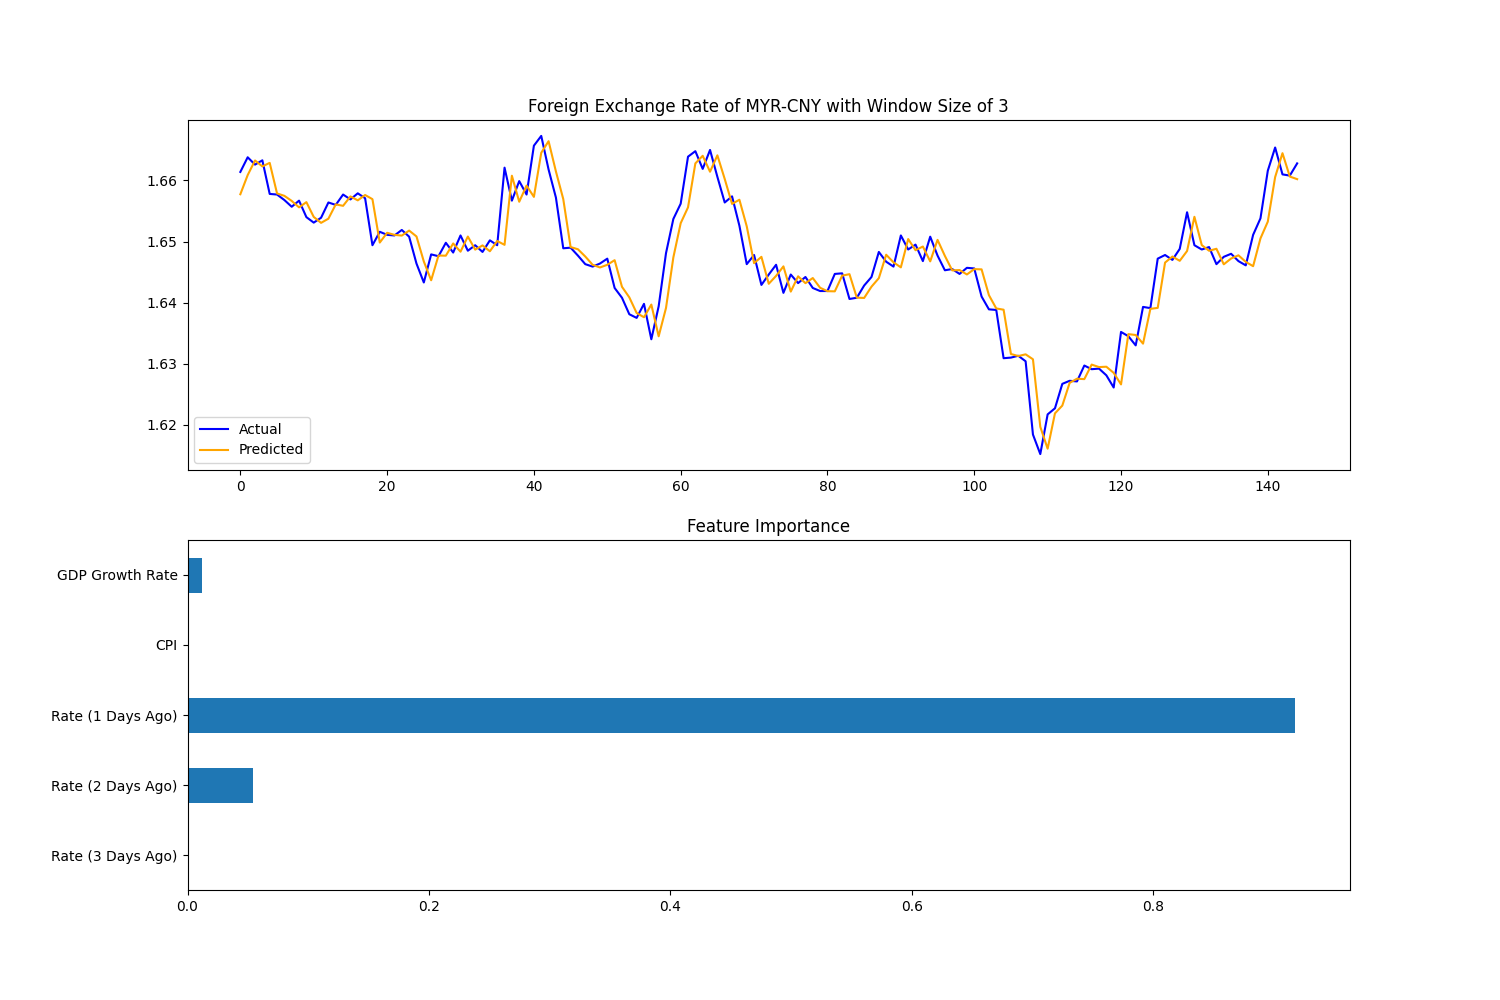 Foreign Exchange Rate of MYR-CNY with Window Size of 3
1.66
1.65
1.64
1.63
1.62
Actual
Predicted
0 20 40 60 80 100 120 140
Feature Importance
GDP Growth Rate
CPI
Rate (1 Days Ago)
Rate (2 Days Ago)
Rate (3 Days Ago)
0.0 0.2 0.4 0.6 0.8